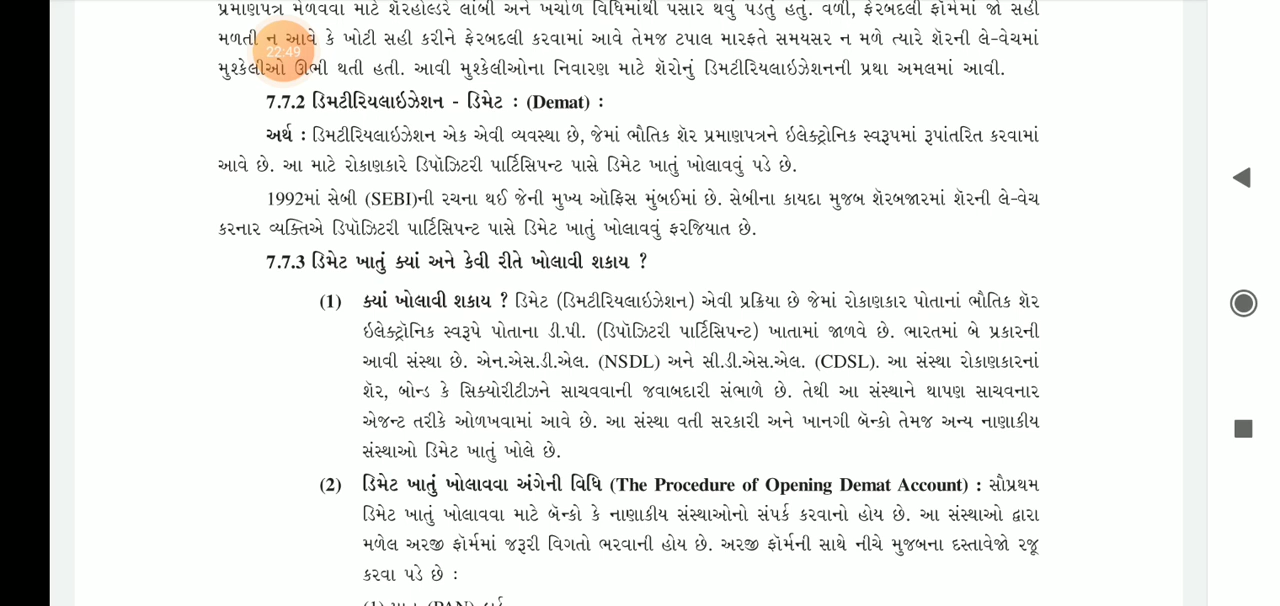 પ્રમાણપત્ર મેળવવા માટે શૅરહોલ્ડરે લાંબી અને ખર્ચાળ વિધિમાંથી પસાર થવું પડતું હતું. વળી, ફેરબદલી ફૉર્મમાં જો સહી
મળતી ન આવે કે ખોટી સહી કરીને ફેરબદલી કરવામાં આવે તેમજ ટપાલ મારફતે સમયસર ન મળે ત્યારે શૅરની લે-વેચમાં
22:49
મુશ્કેલીઓ ઊભી થતી હતી. આવી મુશ્કેલીઓના નિવારણ માટે શૅરોનું ડિમટીરિયલાઇઝેશનની પ્રથા અમલમાં આવી.
7.7.2 ડિમટીરિયલાઇઝેશન - ડિમેટ : (Demat) :
અર્થ : ડિમટીરિયલાઇઝેશન એક એવી વ્યવસ્થા છે, જેમાં ભૌતિક શૅર પ્રમાણપત્રને ઇલેક્ટ્રોનિક સ્વરૂપમાં રૂપાંતરિત કરવામાં
આવે છે. આ માટે રોકાણકારે ડિપૉઝિટરી પાર્ટિસિપન્ટ પાસે ડિમેટ ખાતું ખોલાવવું પડે છે.
1992માં સેબી (SEBI)ની રચના થઈ જેની મુખ્ય ઑફિસ મુંબઈમાં છે. સેબીના કાયદા મુજબ શૅરબજારમાં શૅરની લે-વેચ
કરનાર વ્યક્તિએ ડિપૉઝિટરી પાર્ટિસિપન્ટ પાસે ડિમેટ ખાતું ખોલાવવું ફરજિયાત છે.
7.7.3 ડિમેટ ખાતું ક્યાં અને કેવી રીતે ખોલાવી શકાય ?
(1) ક્યાં ખોલાવી શકાય ? ડિમેટ (ડિમટીરિયલાઇઝેશન) એવી પ્રક્રિયા છે જેમાં રોકાણકાર પોતાનાં ભૌતિક શૅર
ઇલેક્ટ્રૉનિક સ્વરૂપે પોતાના ડી.પી. (ડિપૉઝિટરી પાર્ટિસિપન્ટ) ખાતામાં જાળવે છે. ભારતમાં બે પ્રકારની
આવી સંસ્થા છે. એન.એસ.ડી.એલ. (NSDL) અને સી.ડી.એસ.એલ. (CDSL). આ સંસ્થા રોકાણકારનાં
શૅર, બોન્ડ કે સિક્યોરીટીઝને સાચવવાની જવાબદારી સંભાળે છે. તેથી આ સંસ્થાને થાપણ સાચવનાર
એજન્ટ તરીકે ઓળખવામાં આવે છે. આ સંસ્થા વતી સરકારી અને ખાનગી બૅન્કો તેમજ અન્ય નાણાકીય
સંસ્થાઓ ડિમેટ ખાતું ખોલે છે.
(2) ડિમેટ ખાતું ખોલાવવા અંગેની વિધિ (The Procedure of Opening Demat Account) : સૌપ્રથમ
ડિમેટ ખાતું ખોલાવવા માટે બૅન્કો કે નાણાકીય સંસ્થાઓનો સંપર્ક કરવાનો હોય છે. આ સંસ્થાઓ દ્વારા
મળેલ અરજી ફૉર્મમાં જરૂરી વિગતો ભરવાની હોય છે. અરજી ફૉર્મની સાથે નીચે મુજબના દસ્તાવેજો રજૂ
કરવા પડે છે :
(1) પાન (PAN) કાર્ડ